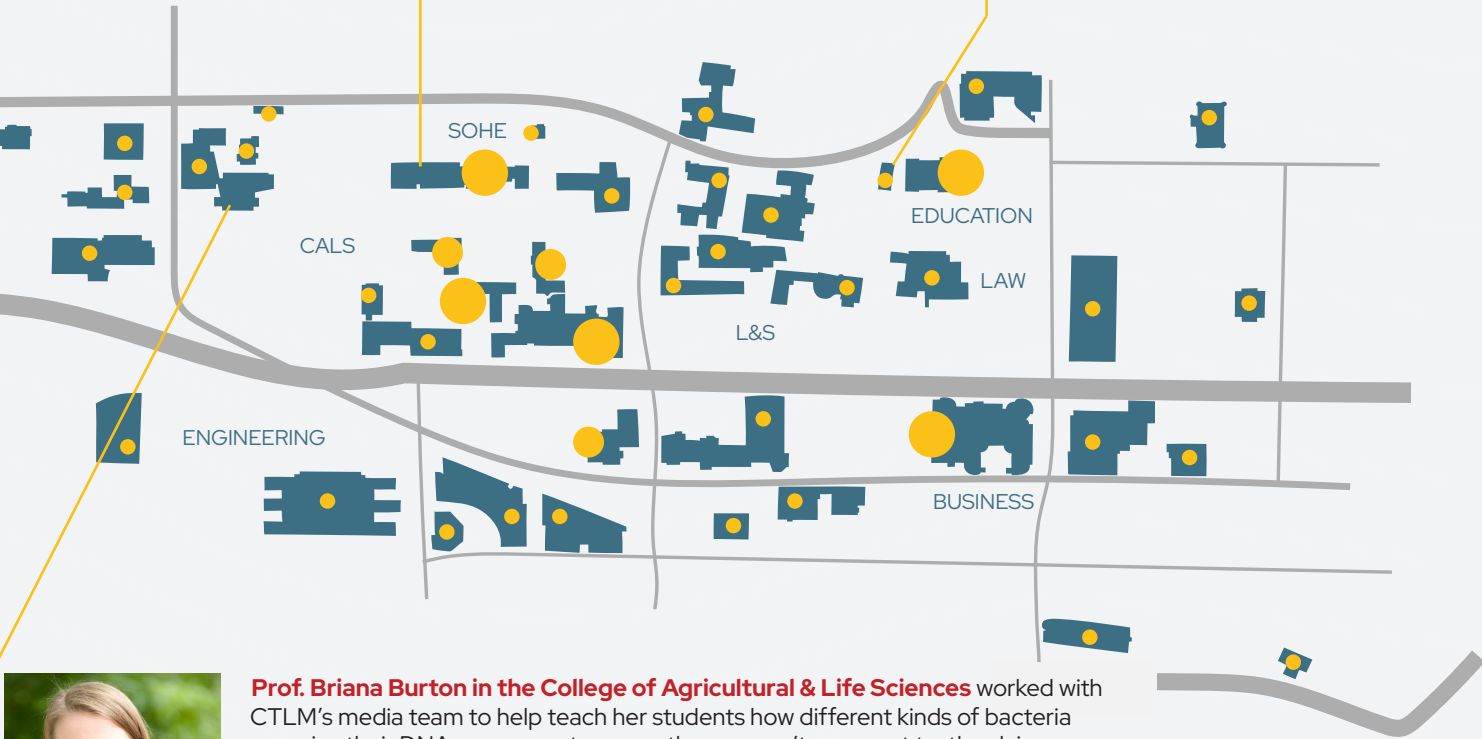 SOHE
CALS
EDUCATION
LAW
L&S
ENGINEERING
BUSINESS
Prof. Briana Burton in the College of Agricultural & Life Sciences worked with
CTLM’s media team to help teach her students how different kinds of bacteria